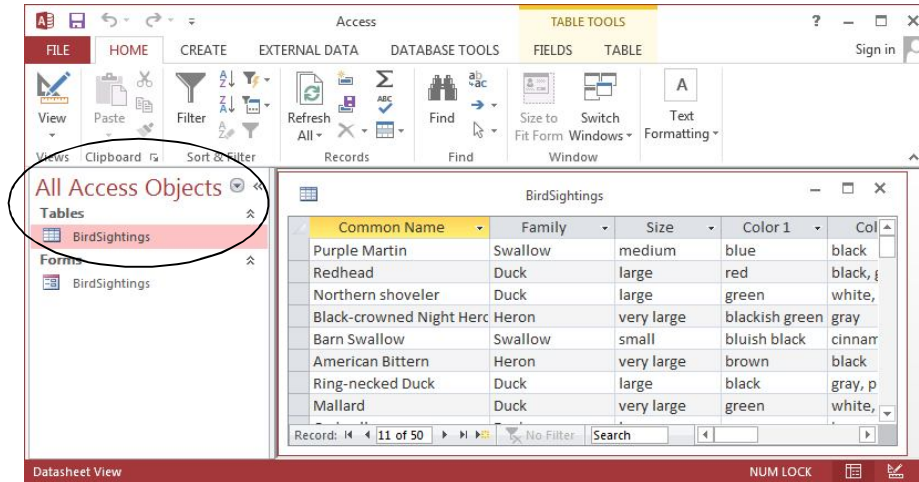 Access
TABLE TOOLS
FILE HOME CREATE EXTERNAL DATA DATABASE TOOLS FIELDS TABLE Sign in
View
Paste
Filter
Refresh All
Find
Size to Fit Form
Switch Windows
Text Formatting
Views Clipboard Sort & Filter Records Find Window
All Access Objects
Tables
BirdSightings
Forms
BirdSightings
BirdSightings
Common Name Family Size Color 1 Col
Purple Martin Swallow medium blue black
Redhead Duck large red black,
Northern shoveler Duck large green white,
Black-crowned Night Herc Heron very large blackish green gray
Barn Swallow Swallow small bluish black cinnam
American Bittern Heron very large brown black
Ring-necked Duck Duck large black gray, p
Mallard Duck very large green white,
Record: 11 of 50 No Filter Search
Datasheet View NUM LOCK